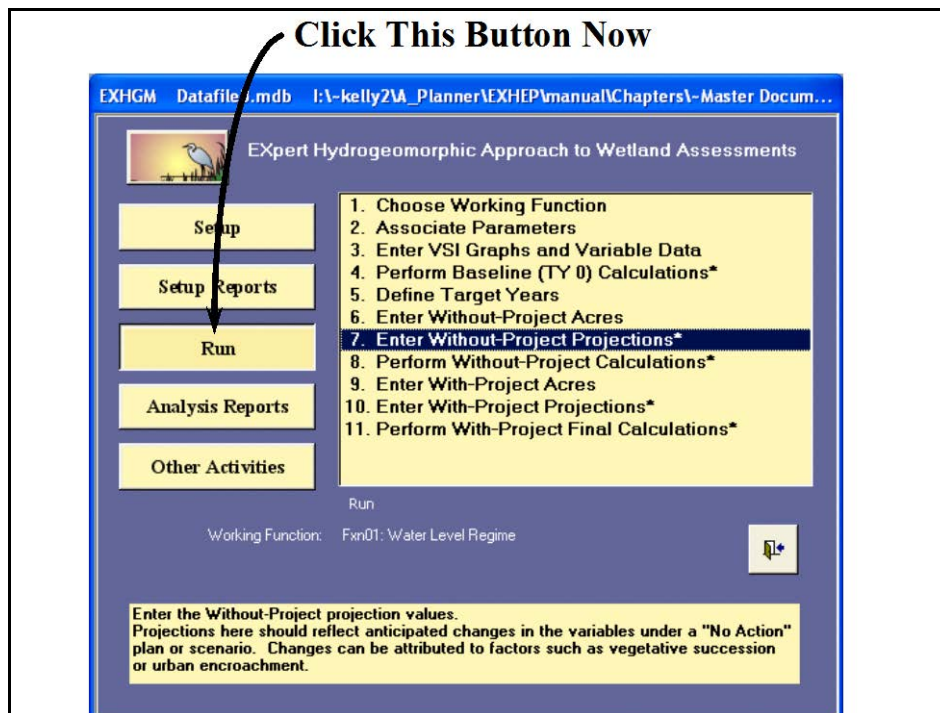 Click This Button Now
EXHGM Datafile3.mdb I:\~kelly2\A_Planner\EXHEP\manual\Chapters\~Master Docum...
EXpert Hydrogeomorphic Approach to Wetland Assessments
Setup
Setup Reports
Run
Analysis Reports
Other Activities
1. Choose Working Function
2. Associate Parameters
3. Enter VSI Graphs and Variable Data
4. Perform Baseline (TY 0) Calculations*
5. Define Target Years
6. Enter Without-Project Acres
7. Enter Without-Project Projections*
8. Perform Without-Project Calculations*
9. Enter With-Project Acres
10. Enter With-Project Projections*
11. Perform With-Project Final Calculations*
Run
Working Function: Fxn01: Water Level Regime
Enter the Without-Project projection values.
Projections here should reflect anticipated changes in the variables under a "No Action"
plan or scenario. Changes can be attributed to factors such as vegetative succession
or urban encroachment.